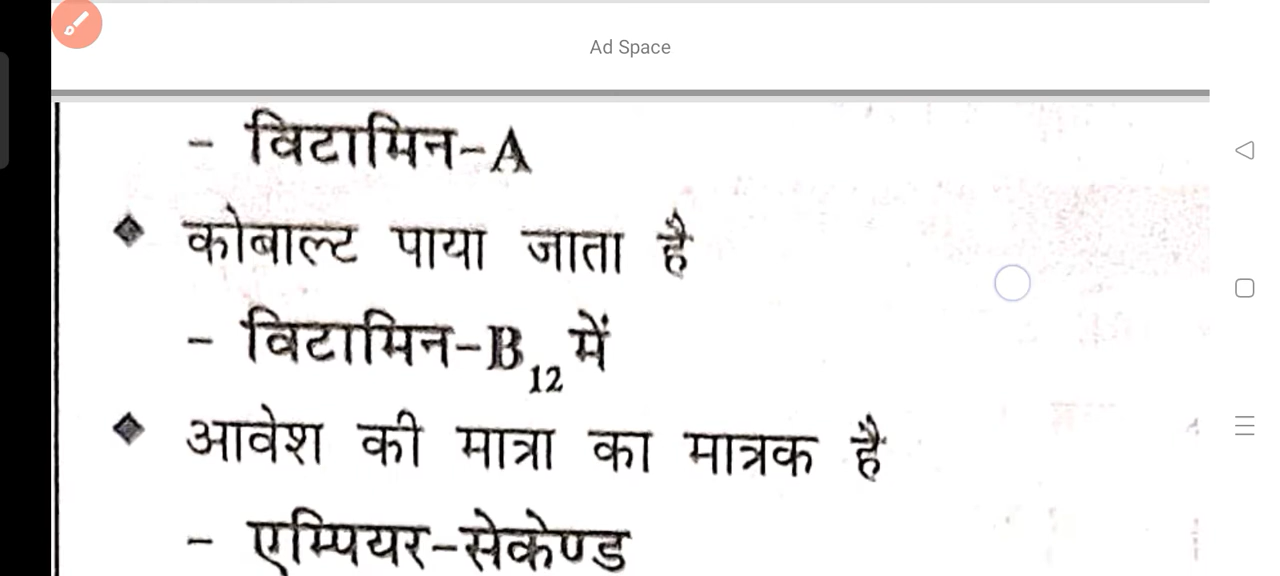 Ad Space
- विटामिन-A
◆ कोबाल्ट पाया जाता है
- विटामिन-B₁₂ में
◆ आवेश की मात्रा का मात्रक है
- एम्पियर-सेकेण्ड